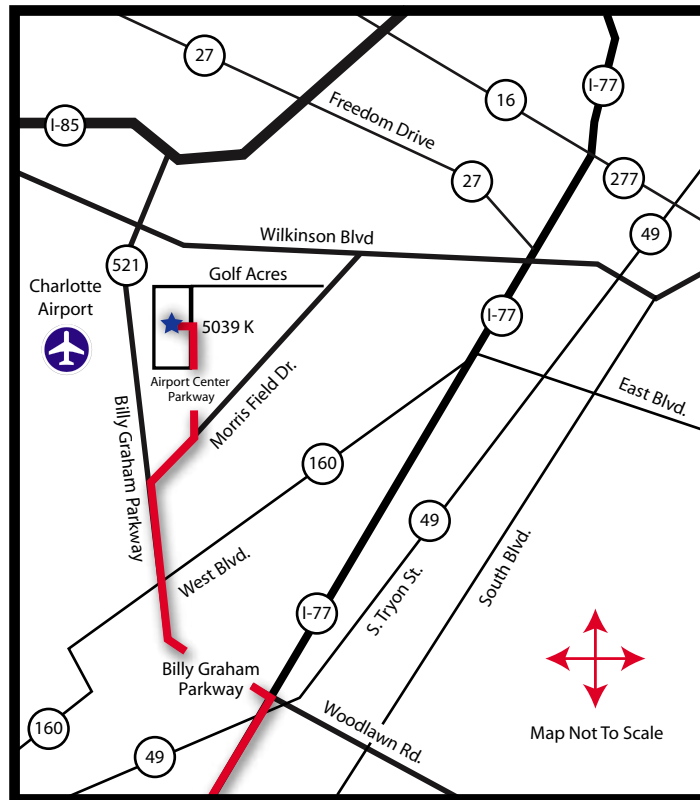 27
I-77
16
I-85
Freedom Drive
27
277
49
Wilkinson Blvd
521
Golf Acres
Charlotte
Airport
I-77
5039 K
Airport Center
Parkway
East Blvd.
Morris Field Dr.
Billy Graham Parkway
160
49
West Blvd.
South Blvd.
S. Tryon St.
I-77
Billy Graham
Parkway
160
Woodlawn Rd.
Map Not To Scale
49